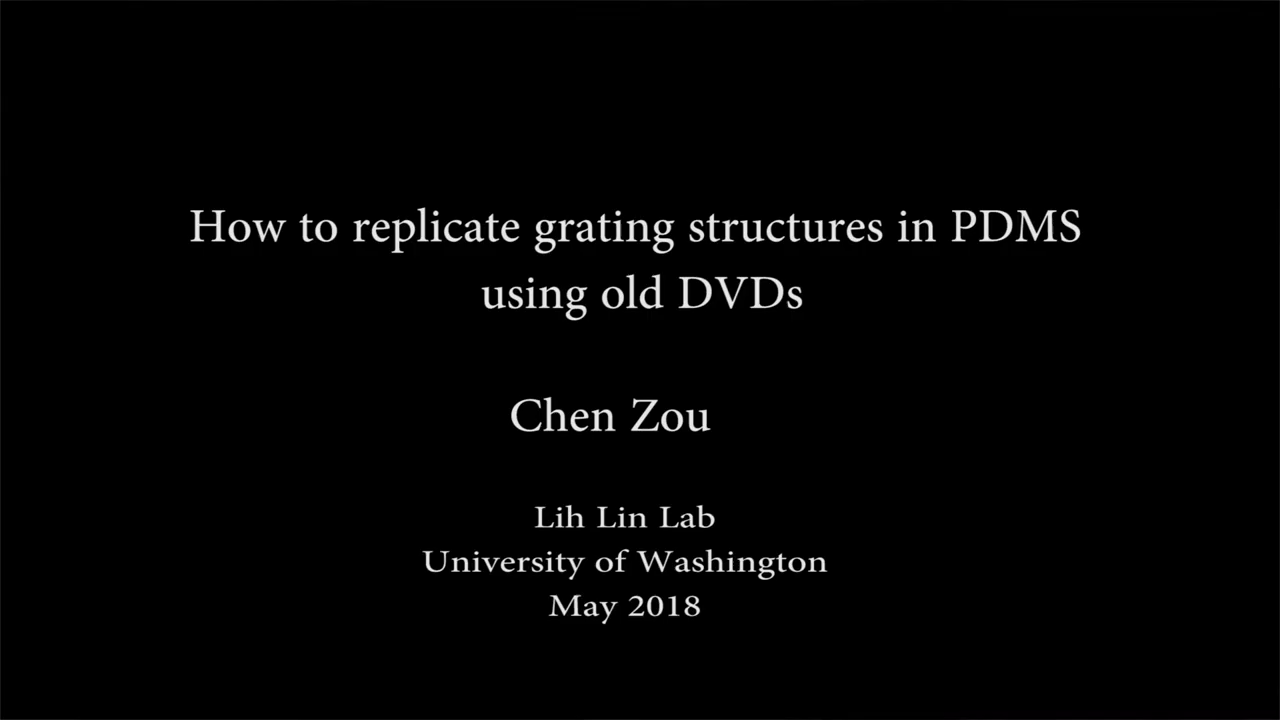 How to replicate grating structures in PDMS
using old DVDs
Chen Zou
Lih Lin Lab
University of Washington
May 2018